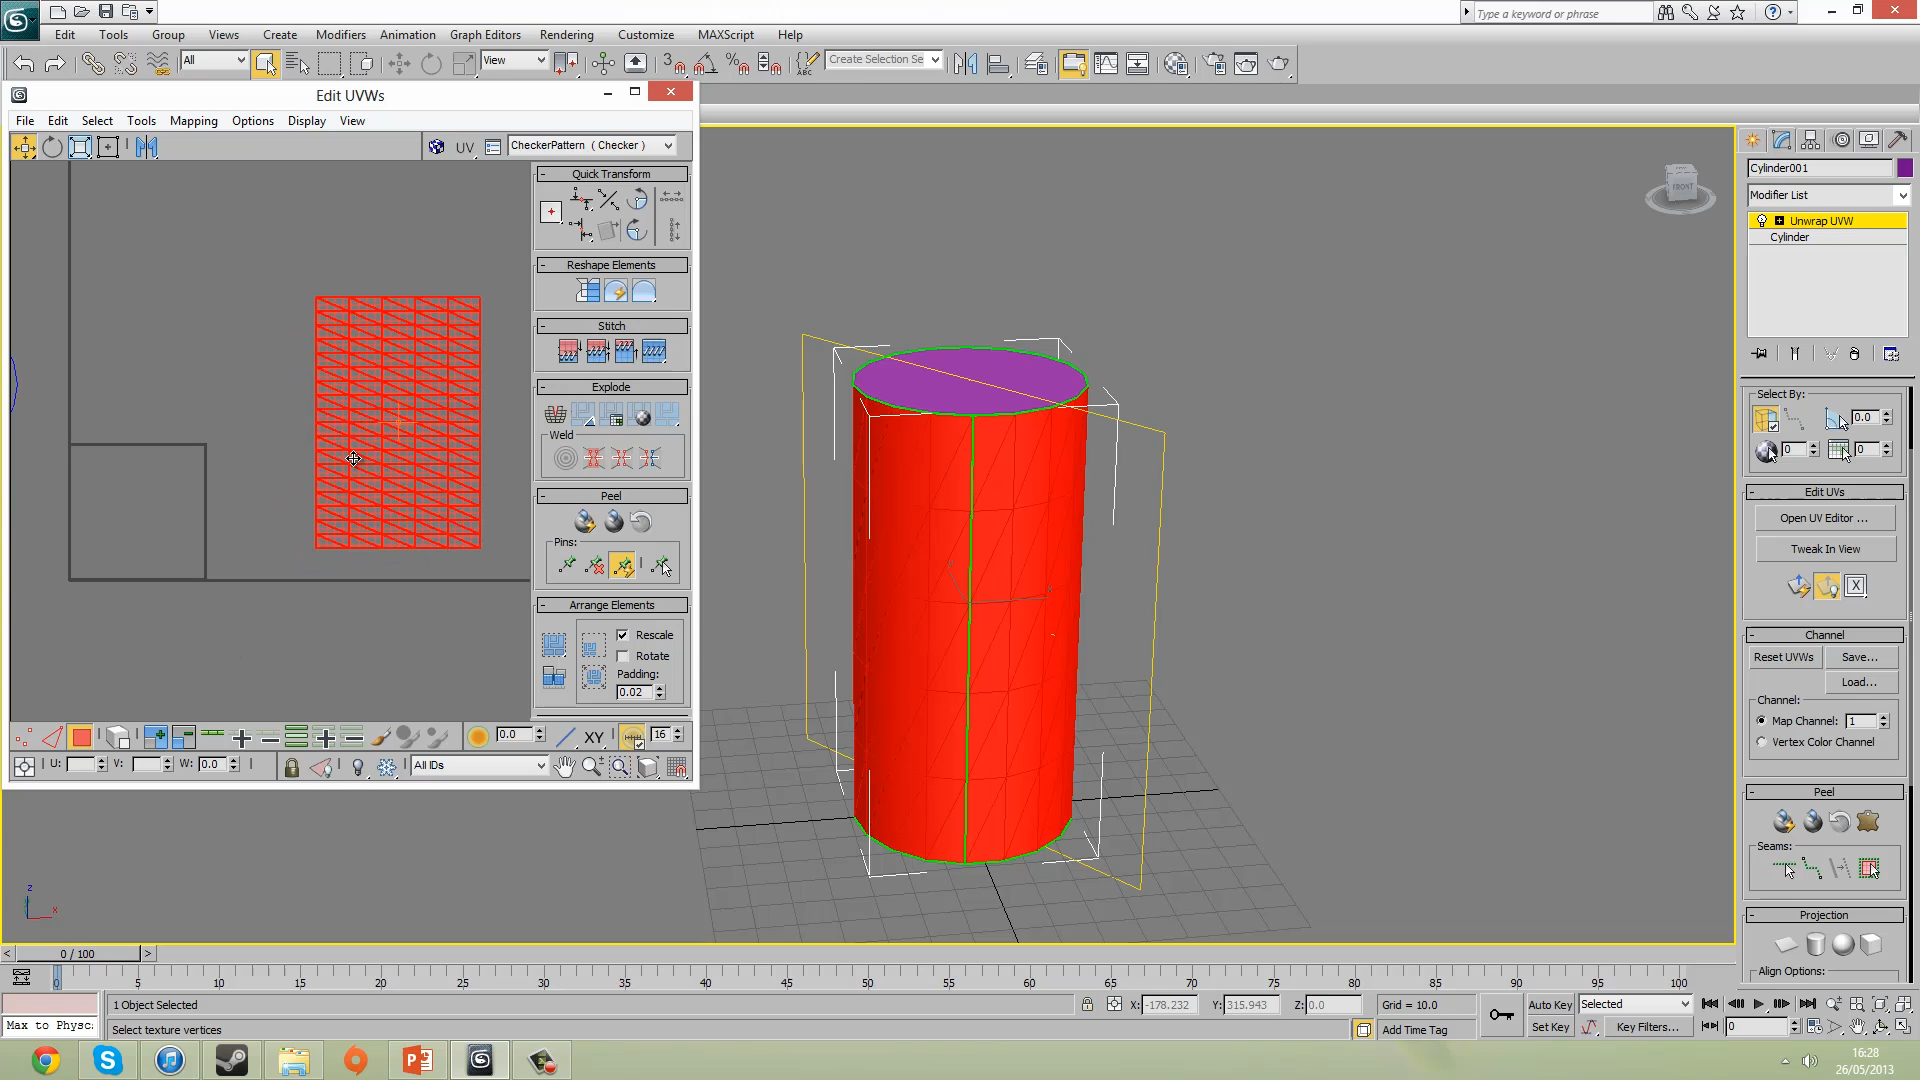 Type a keyword or phrase
Edit Tools Group Views Create Modifiers Animation Graph Editors Rendering Customize MAXScript Help
All View Create Selection Se
Edit UVWs
File Edit Select Tools Mapping Options Display View
UV CheckerPattern ( Checker )
Quick Transform
Reshape Elements
Stitch
Explode
Weld
Peel
Pins:
Arrange Elements
Rescale
Rotate
Padding:
0.02
0.0 XY 16
U: V: W: 0.0 All IDs
FRONT
Cylinder001
Modifier List
Unwrap UVW
Cylinder
Select By:
0.0
0 0
Edit UVs
Open UV Editor ...
Tweak In View
Channel
Reset UVWs Save...
Load...
Channel:
Map Channel: 1
Vertex Color Channel
Peel
Seams:
Projection
Align Options:
z
x
0 / 100
0 5 10 15 20 25 30 35 40 45 50 55 60 65 70 75 80 85 90 95 100
1 Object Selected X: -178.232 Y: 315.943 Z: 0.0 Grid = 10.0 Auto Key Selected
Max to Physc: Select texture vertices Add Time Tag Set Key Key Filters... 0
16:28
26/05/2013